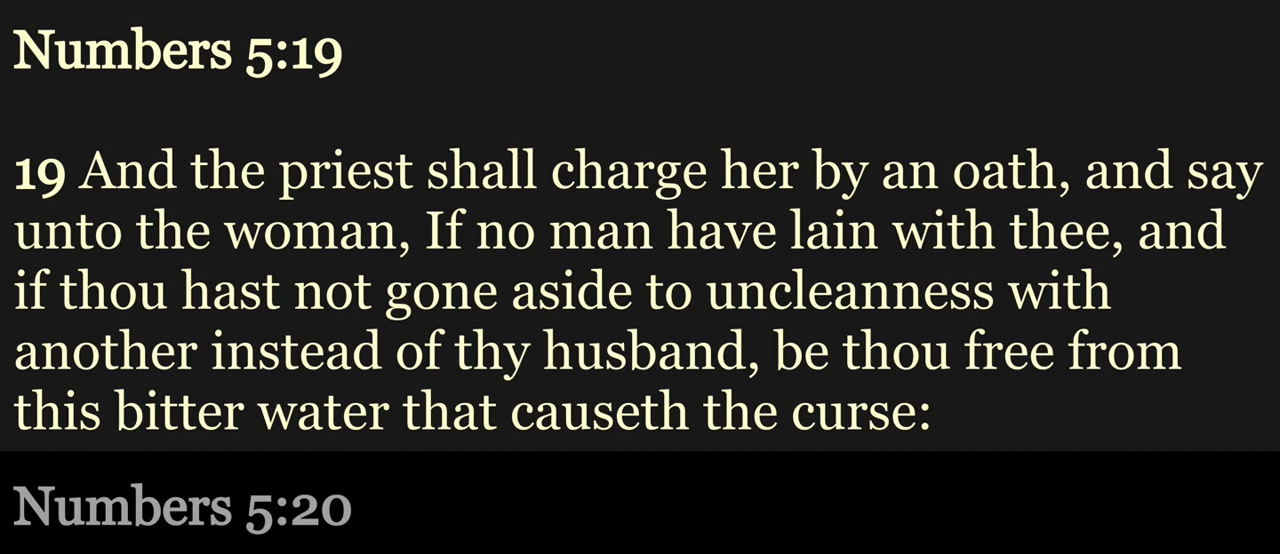 Numbers 5:19
19 And the priest shall charge her by an oath, and say
unto the woman, If no man have lain with thee, and
if thou hast not gone aside to uncleanness with
another instead of thy husband, be thou free from
this bitter water that causeth the curse:
Numbers 5:20